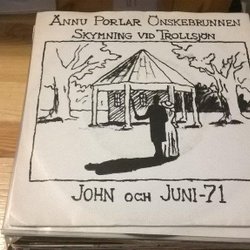 ÄNNU PORLAR ÖNSKEBRUNNEN
SKYMNING VID TROLLSJÖN
JOHN OCH JUNI-71